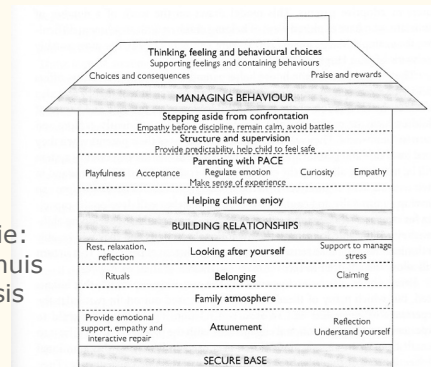 Thinking, feeling and behavioural choices
Supporting feelings and containing behaviours
Choices and consequences Praise and rewards
MANAGING BEHAVIOUR
Stepping aside from confrontation
Empathy before discipline, remain calm, avoid battles
Structure and supervision
Provide predictability, help child to feel safe
Parenting with PACE
Playfulness Acceptance Regulate emotion Curiosity Empathy
Make sense of experience
Helping children enjoy
BUILDING RELATIONSHIPS
Rest, relaxation,
reflection
Looking after yourself
Support to manage
stress
Rituals Belonging Claiming
Family atmosphere
Provide emotional
support, empathy and
interactive repair
Attunement
Reflection
Understand yourself
SECURE BASE
ie:
huis
sis